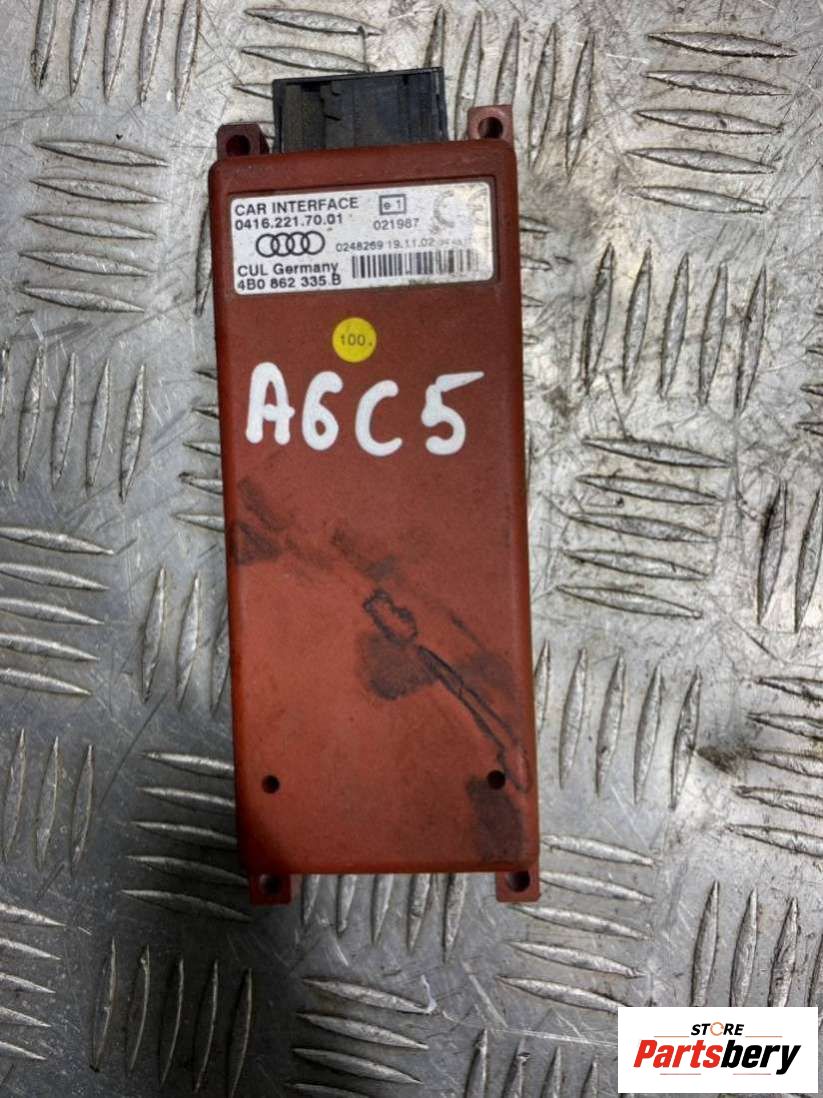 CAR INTERFACE
0416.221.70.01
e1
021987
CE
0248269 19.11.02
CUL Germany
4B0 862 335 B
100.
A6C5
STORE
Partsbery